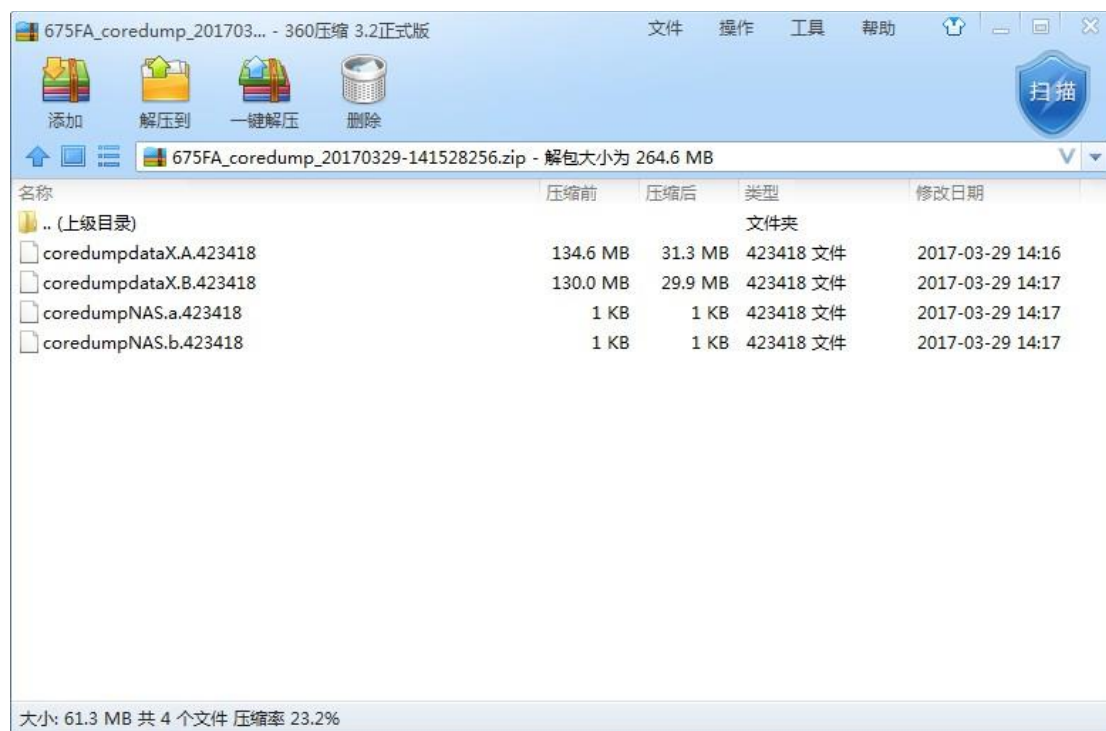 675FA_coredump_201703... - 360压缩 3.2正式版 文件 操作 工具 帮助
添加 解压到 一键解压 删除 扫描
675FA_coredump_20170329-141528256.zip - 解包大小为 264.6 MB
名称 压缩前 压缩后 类型 修改日期
.. (上级目录) 文件夹
coredumpdataX.A.423418 134.6 MB 31.3 MB 423418 文件 2017-03-29 14:16
coredumpdataX.B.423418 130.0 MB 29.9 MB 423418 文件 2017-03-29 14:17
coredumpNAS.a.423418 1 KB 1 KB 423418 文件 2017-03-29 14:17
coredumpNAS.b.423418 1 KB 1 KB 423418 文件 2017-03-29 14:17
大小: 61.3 MB 共 4 个文件 压缩率 23.2%